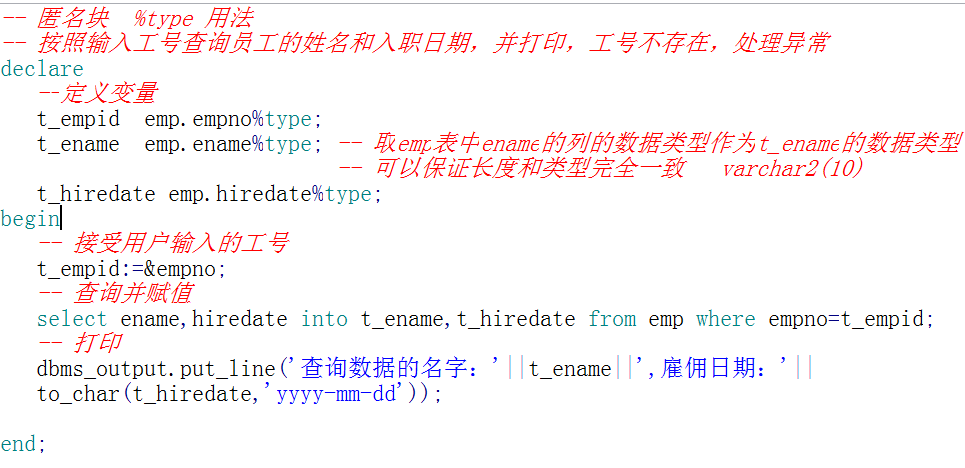 -- 匿名块  %type 用法
-- 按照输入工号查询员工的姓名和入职日期，并打印，工号不存在，处理异常
declare
   --定义变量
   t_empid  emp.empno%type;
   t_ename  emp.ename%type; -- 取emp表中ename的列的数据类型作为t_ename的数据类型
                            -- 可以保证长度和类型完全一致   varchar2(10)
   t_hiredate emp.hiredate%type;
begin
   -- 接受用户输入的工号
   t_empid:=&empno;
   -- 查询并赋值
   select ename,hiredate into t_ename,t_hiredate from emp where empno=t_empid;
   -- 打印
   dbms_output.put_line('查询数据的名字：'||t_ename||',雇佣日期：'||
   to_char(t_hiredate,'yyyy-mm-dd'));
end;